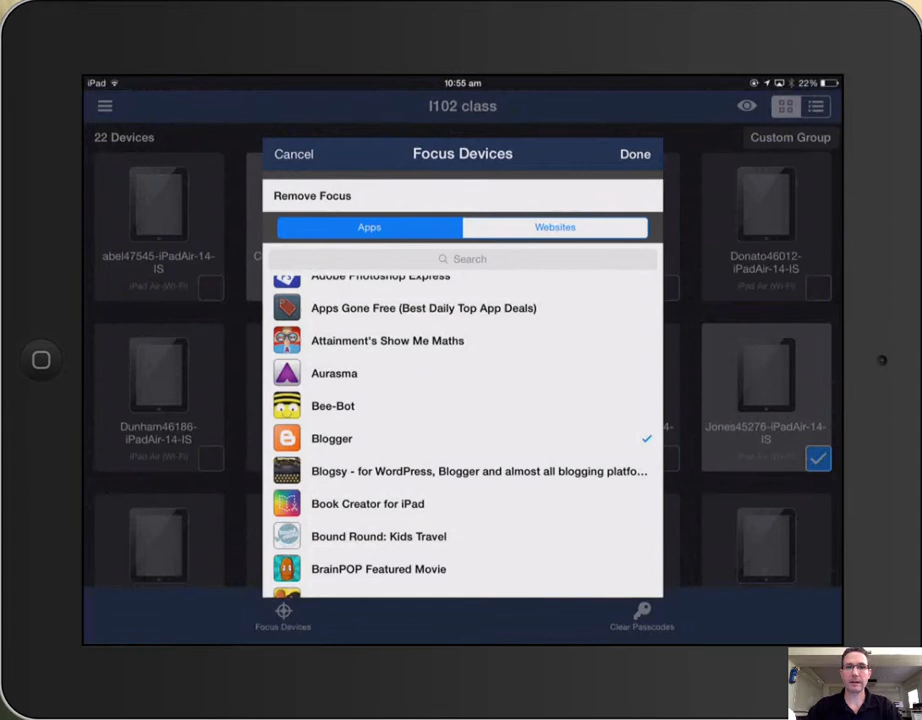 iPad
10:55 am
22%
I102 class
22 Devices
Custom Group
Cancel
Focus Devices
Done
Remove Focus
Apps
Websites
Search
Adobe Photoshop Express
Apps Gone Free (Best Daily Top App Deals)
Attainment's Show Me Maths
Aurasma
Bee-Bot
Blogger
Blogsy - for WordPress, Blogger and almost all blogging platfo...
Book Creator for iPad
Bound Round: Kids Travel
BrainPOP Featured Movie
abel47545-iPadAir-14-
IS
iPad Air (Wi-Fi)
Donato46012-
iPadAir-14-IS
iPad Air (Wi-Fi)
Dunham46186-
iPadAir-14-IS
iPad Air (Wi-Fi)
Jones45276-iPadAir-14-
IS
iPad Air (Wi-Fi)
Focus Devices
Clear Passcodes